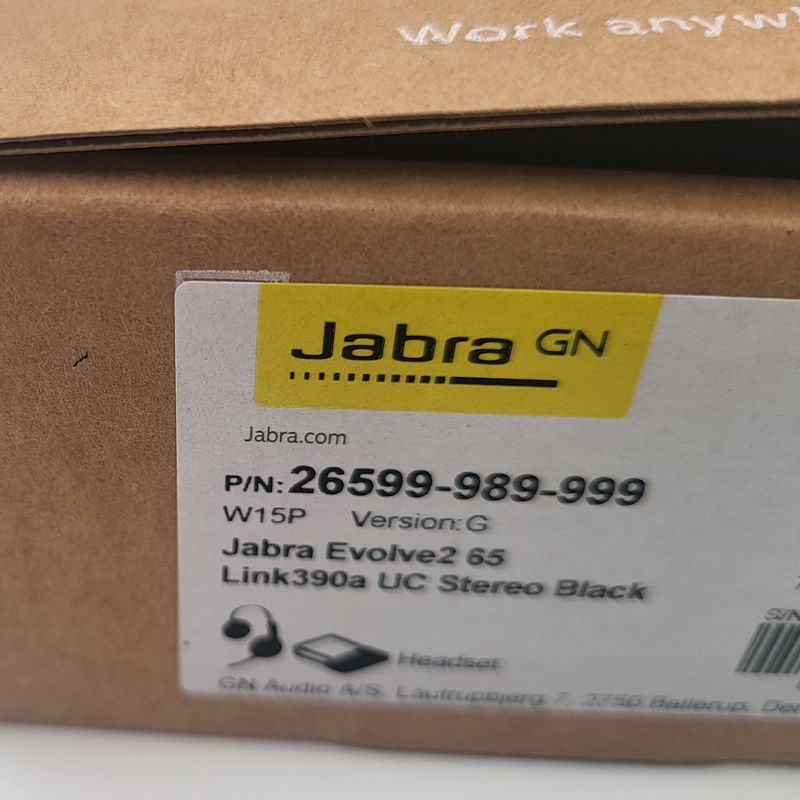 Work anyw
Jabra GN
Jabra.com
P/N: 26599-989-999
W15P Version: G
Jabra Evolve2 65
Link390a UC Stereo Black
Headset
S/N
GN Audio A/S, Lautrupbjerg 7, 2750 Ballerup, Den